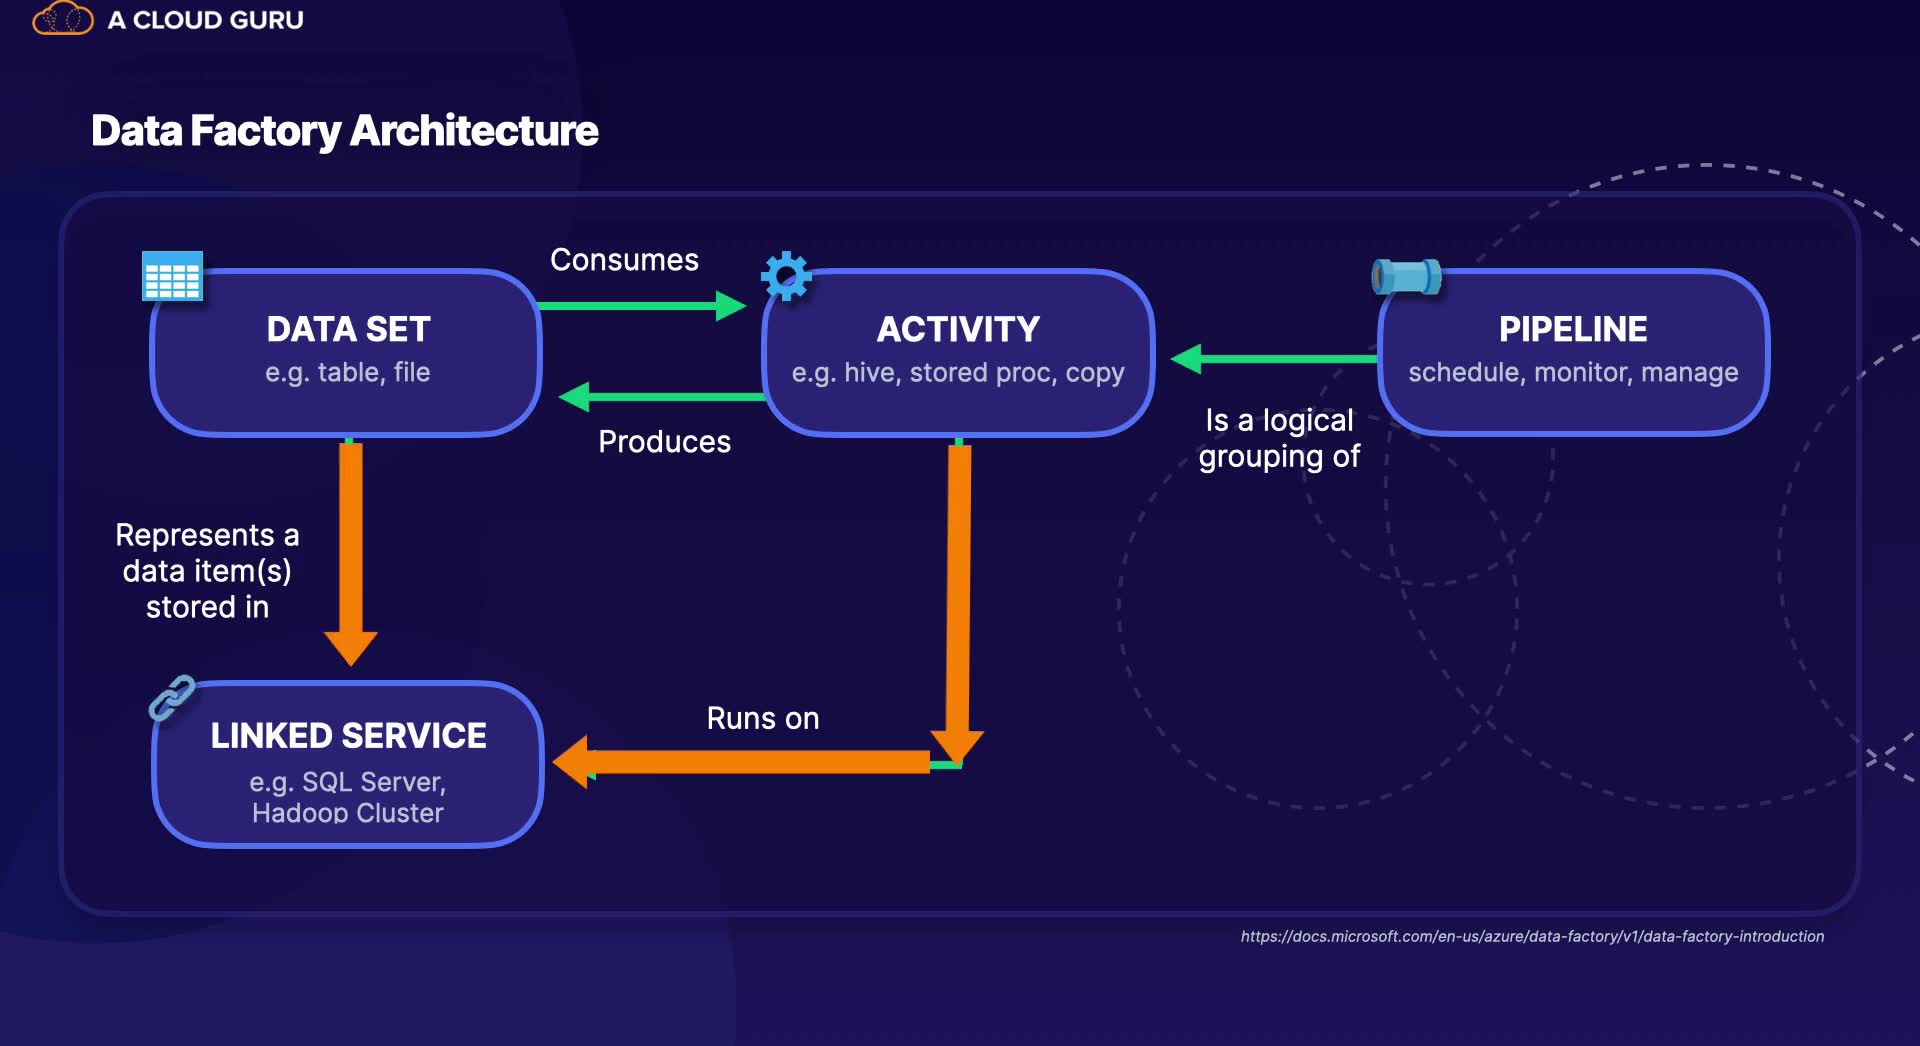 A CLOUD GURU
Data Factory Architecture
Consumes
DATA SET
e.g. table, file
ACTIVITY
e.g. hive, stored proc, copy
PIPELINE
schedule, monitor, manage
Produces
Is a logical
grouping of
Represents a
data item(s)
stored in
Runs on
LINKED SERVICE
e.g. SQL Server,
Hadoop Cluster
https://docs.microsoft.com/en-us/azure/data-factory/v1/data-factory-introduction